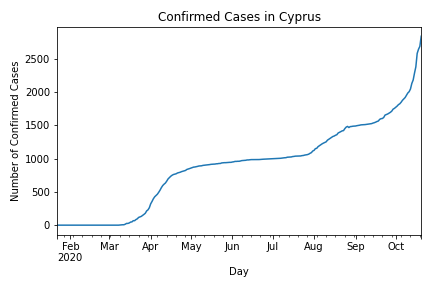 Confirmed Cases in Cyprus
Number of Confirmed Cases
2500
2000
1500
1000
500
0
Feb Mar Apr May Jun Jul Aug Sep Oct
2020
Day